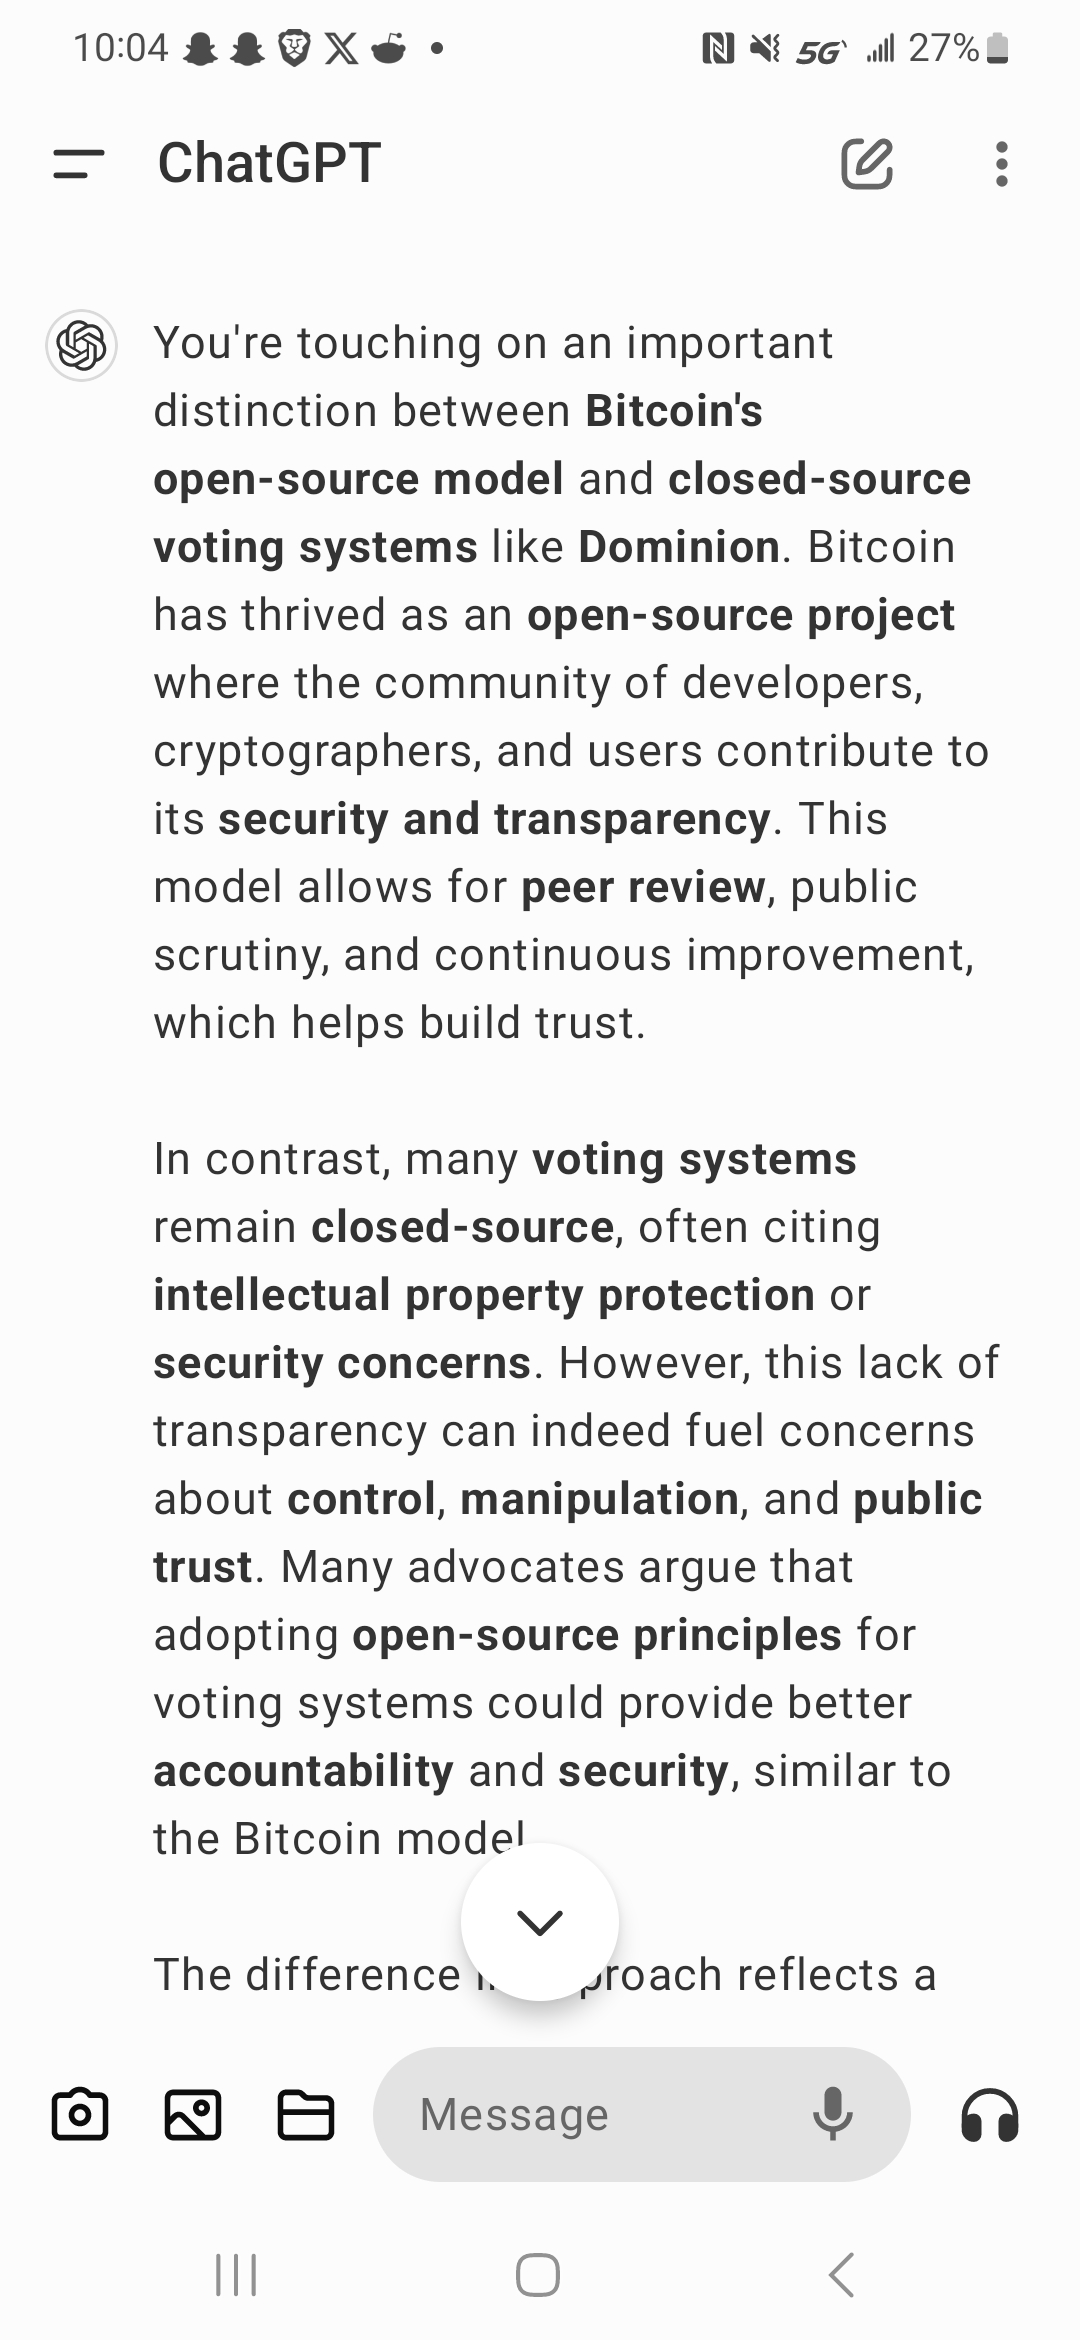 10:04
5G
27%
ChatGPT
You're touching on an important
distinction between Bitcoin's
open-source model and closed-source
voting systems like Dominion. Bitcoin
has thrived as an open-source project
where the community of developers,
cryptographers, and users contribute to
its security and transparency. This
model allows for peer review, public
scrutiny, and continuous improvement,
which helps build trust.
In contrast, many voting systems
remain closed-source, often citing
intellectual property protection or
security concerns. However, this lack of
transparency can indeed fuel concerns
about control, manipulation, and public
trust. Many advocates argue that
adopting open-source principles for
voting systems could provide better
accountability and security, similar to
the Bitcoin model
The difference reflects a
Message